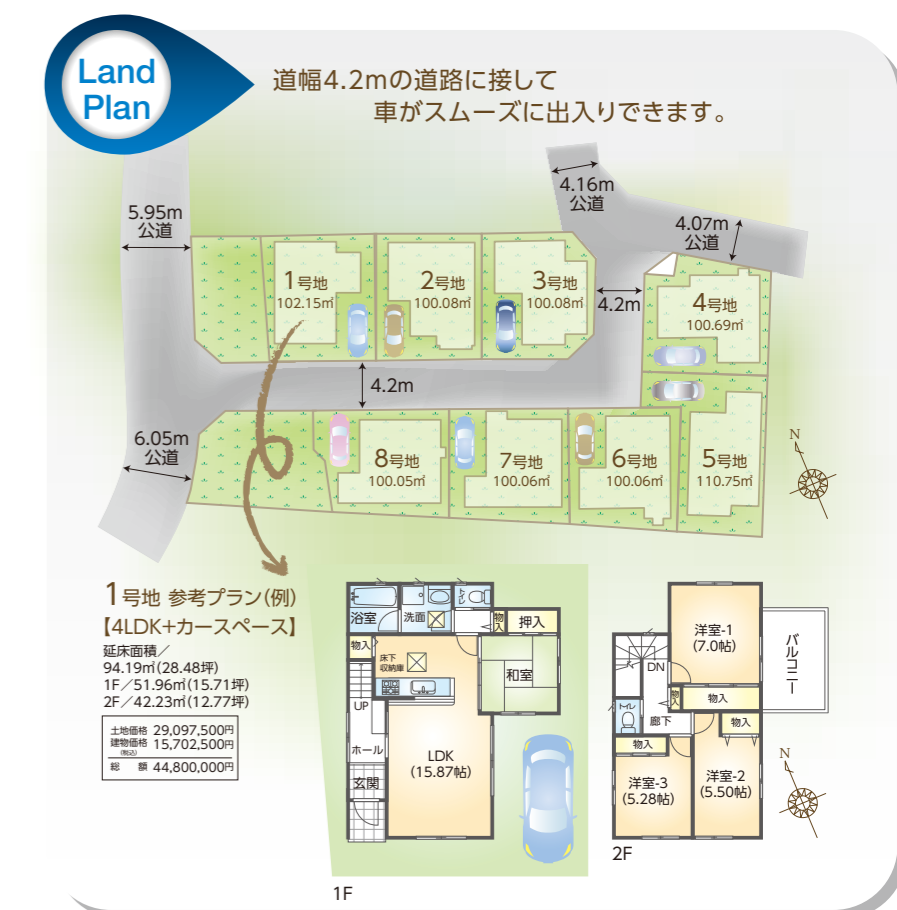 Land
Plan
道幅4.2mの道路に接して
車がスムーズに出入りできます。
5.95m
公道
4.16m
公道
4.07m
公道
1号地
102.15㎡
2号地
100.08㎡
3号地
100.08㎡
4.2m
4号地
100.69㎡
4.2m
6.05m
公道
8号地
100.05㎡
7号地
100.06㎡
6号地
100.06㎡
5号地
110.75㎡
N
1号地 参考プラン(例)
【4LDK+カースペース】
延床面積／
94.19㎡(28.48坪)
1F／51.96㎡(15.71坪)
2F／42.23㎡(12.77坪)
土地価格 29,097,500円
建物価格 15,702,500円
(税込)
総 額 44,800,000円
浴室
洗面
トイレ
物入
押入
物入
床下
収納庫
和室
UP
ホール
LDK
(15.87帖)
玄関
1F
洋室-1
(7.0帖)
バルコニー
DN
物入
物入
トイレ
廊下
物入
物入
洋室-3
(5.28帖)
洋室-2
(5.50帖)
N
2F